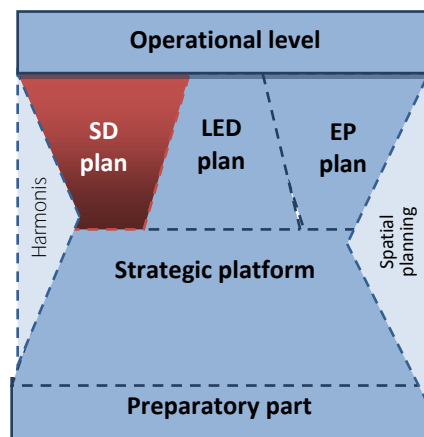 Operational level
SD
plan
LED
plan
EP
plan
Harmonis
Spatial
planning
Strategic platform
Preparatory part